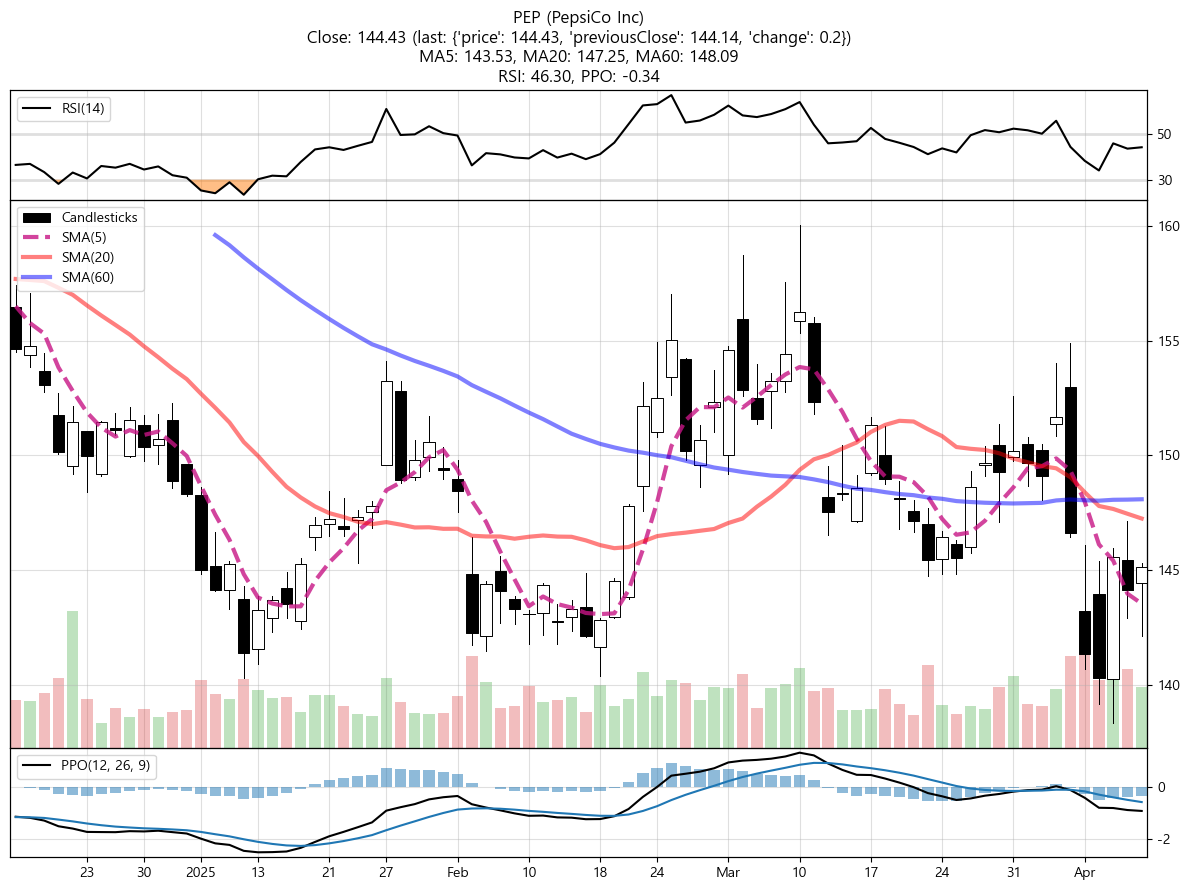 PEP (PepsiCo Inc)
Close: 144.43 (last: {'price': 144.43, 'previousClose': 144.14, 'change': 0.2})
MA5: 143.53, MA20: 147.25, MA60: 148.09
RSI: 46.30, PPO: -0.34
RSI(14)
50
30
Candlesticks
SMA(5)
SMA(20)
SMA(60)
160
155
150
145
140
PPO(12, 26, 9)
0
-2
23 30 2025 13 21 27 Feb 10 18 24 Mar 10 17 24 31 Apr